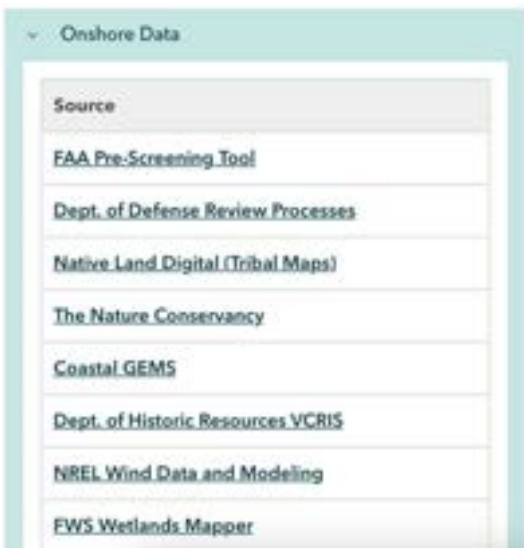 Onshore Data
Source
FAA Pre-Screening Tool
Dept. of Defense Review Processes
Native Land Digital (Tribal Maps)
The Nature Conservancy
Coastal GEMS
Dept. of Historic Resources VCRIS
NREL Wind Data and Modeling
FWS Wetlands Mapper